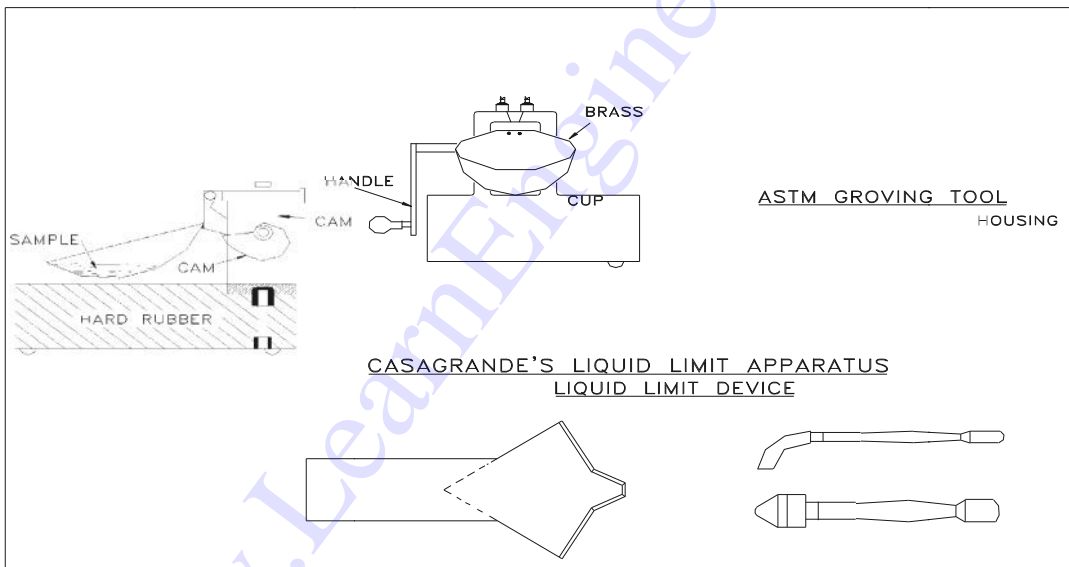 BRASS
HANDLE
CUP
ASTM GROVING TOOL
HOUSING
CAM
SAMPLE
CAM
HARD RUBBER
CASAGRANDE'S LIQUID LIMIT APPARATUS
LIQUID LIMIT DEVICE
w.LearnEngine